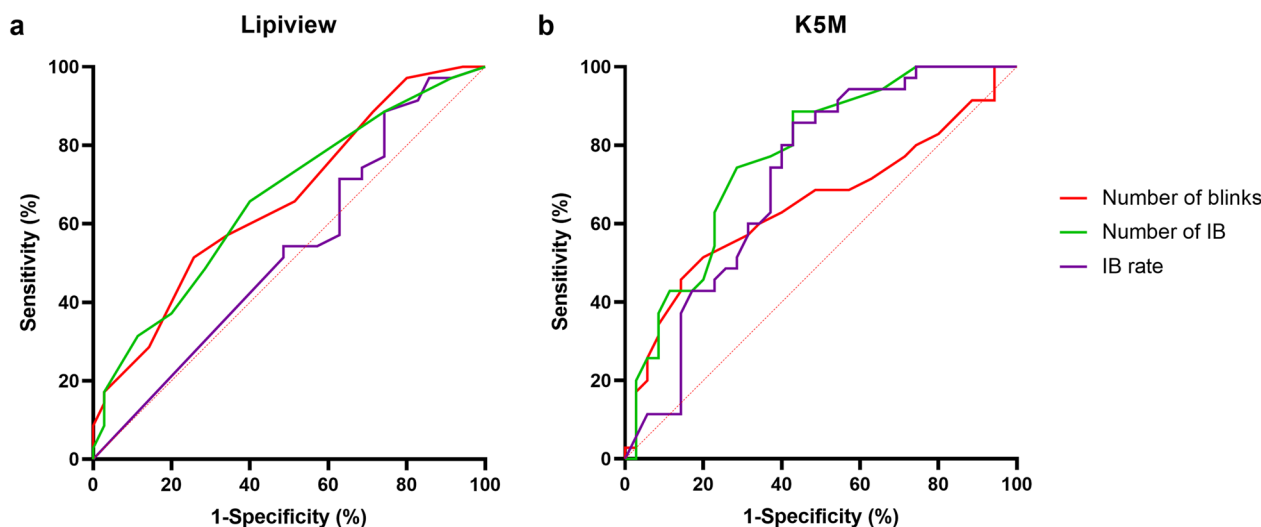 a
Lipiview
Sensitivity (%)
100
80
60
40
20
0
0 20 40 60 80 100
1-Specificity (%)
b
K5M
Sensitivity (%)
100
80
60
40
20
0
0 20 40 60 80 100
1-Specificity (%)
Number of blinks
Number of IB
IB rate